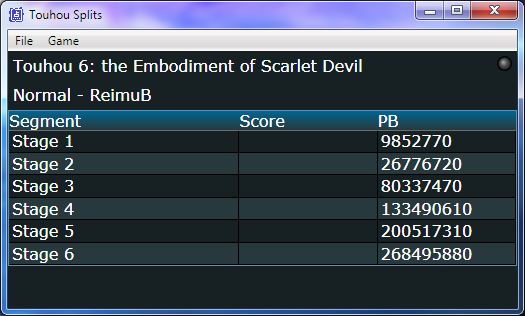 Touhou Splits
File Game
Touhou 6: the Embodiment of Scarlet Devil
Normal - ReimuB
Segment Score PB
Stage 1 9852770
Stage 2 26776720
Stage 3 80337470
Stage 4 133490610
Stage 5 200517310
Stage 6 268495880